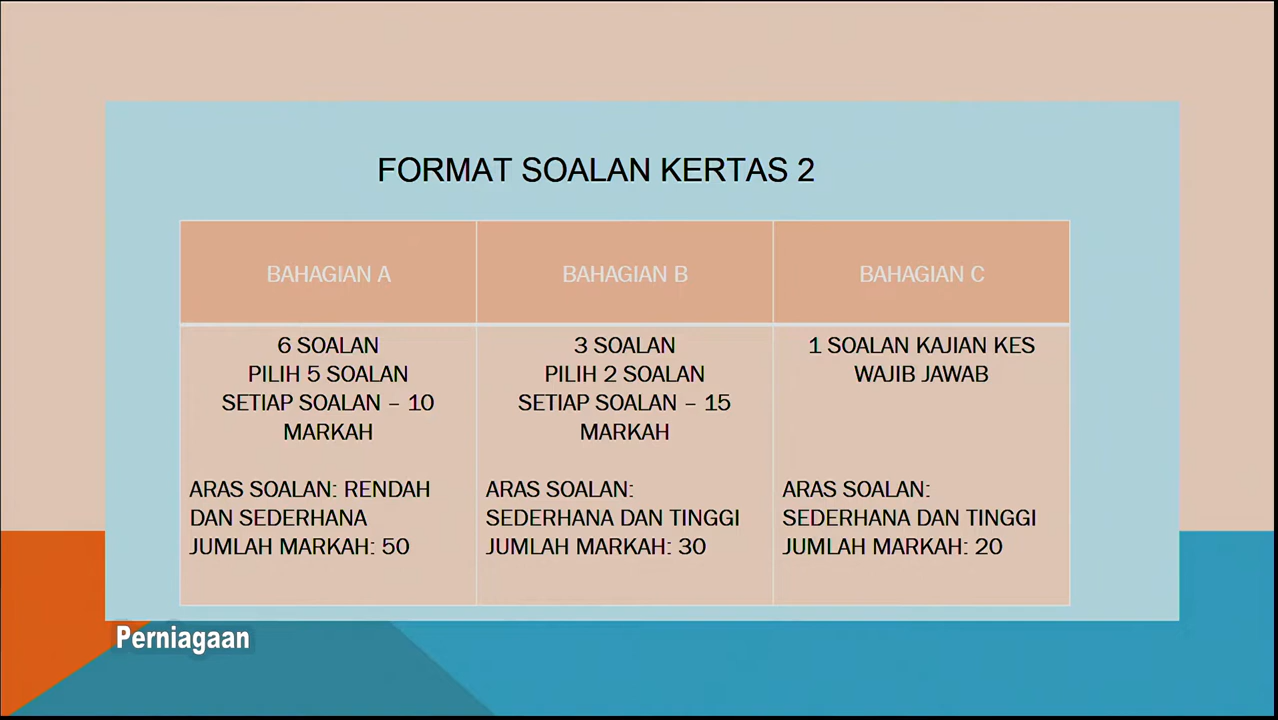 FORMAT SOALAN KERTAS 2
BAHAGIAN A
BAHAGIAN B
BAHAGIAN C
6 SOALAN
PILIH 5 SOALAN
SETIAP SOALAN – 10
MARKAH
ARAS SOALAN: RENDAH
DAN SEDERHANA
JUMLAH MARKAH: 50
3 SOALAN
PILIH 2 SOALAN
SETIAP SOALAN – 15
MARKAH
ARAS SOALAN:
SEDERHANA DAN TINGGI
JUMLAH MARKAH: 30
1 SOALAN KAJIAN KES
WAJIB JAWAB
ARAS SOALAN:
SEDERHANA DAN TINGGI
JUMLAH MARKAH: 20
Perniagaan